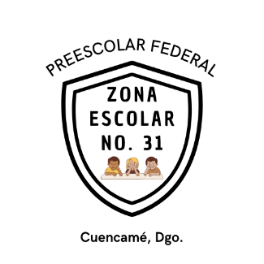 PREESCOLAR FEDERAL
ZONA
ESCOLAR
NO. 31
Cuencamé, Dgo.